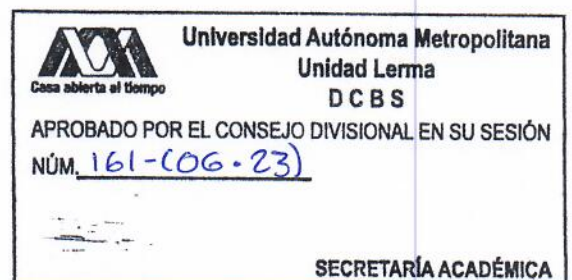 Universidad Autónoma Metropolitana
Unidad Lerma
Casa abierta al tiempo
DCBS
APROBADO POR EL CONSEJO DIVISIONAL EN SU SESIÓN
NÚM. 161-(06.23)
SECRETARÍA ACADÉMICA